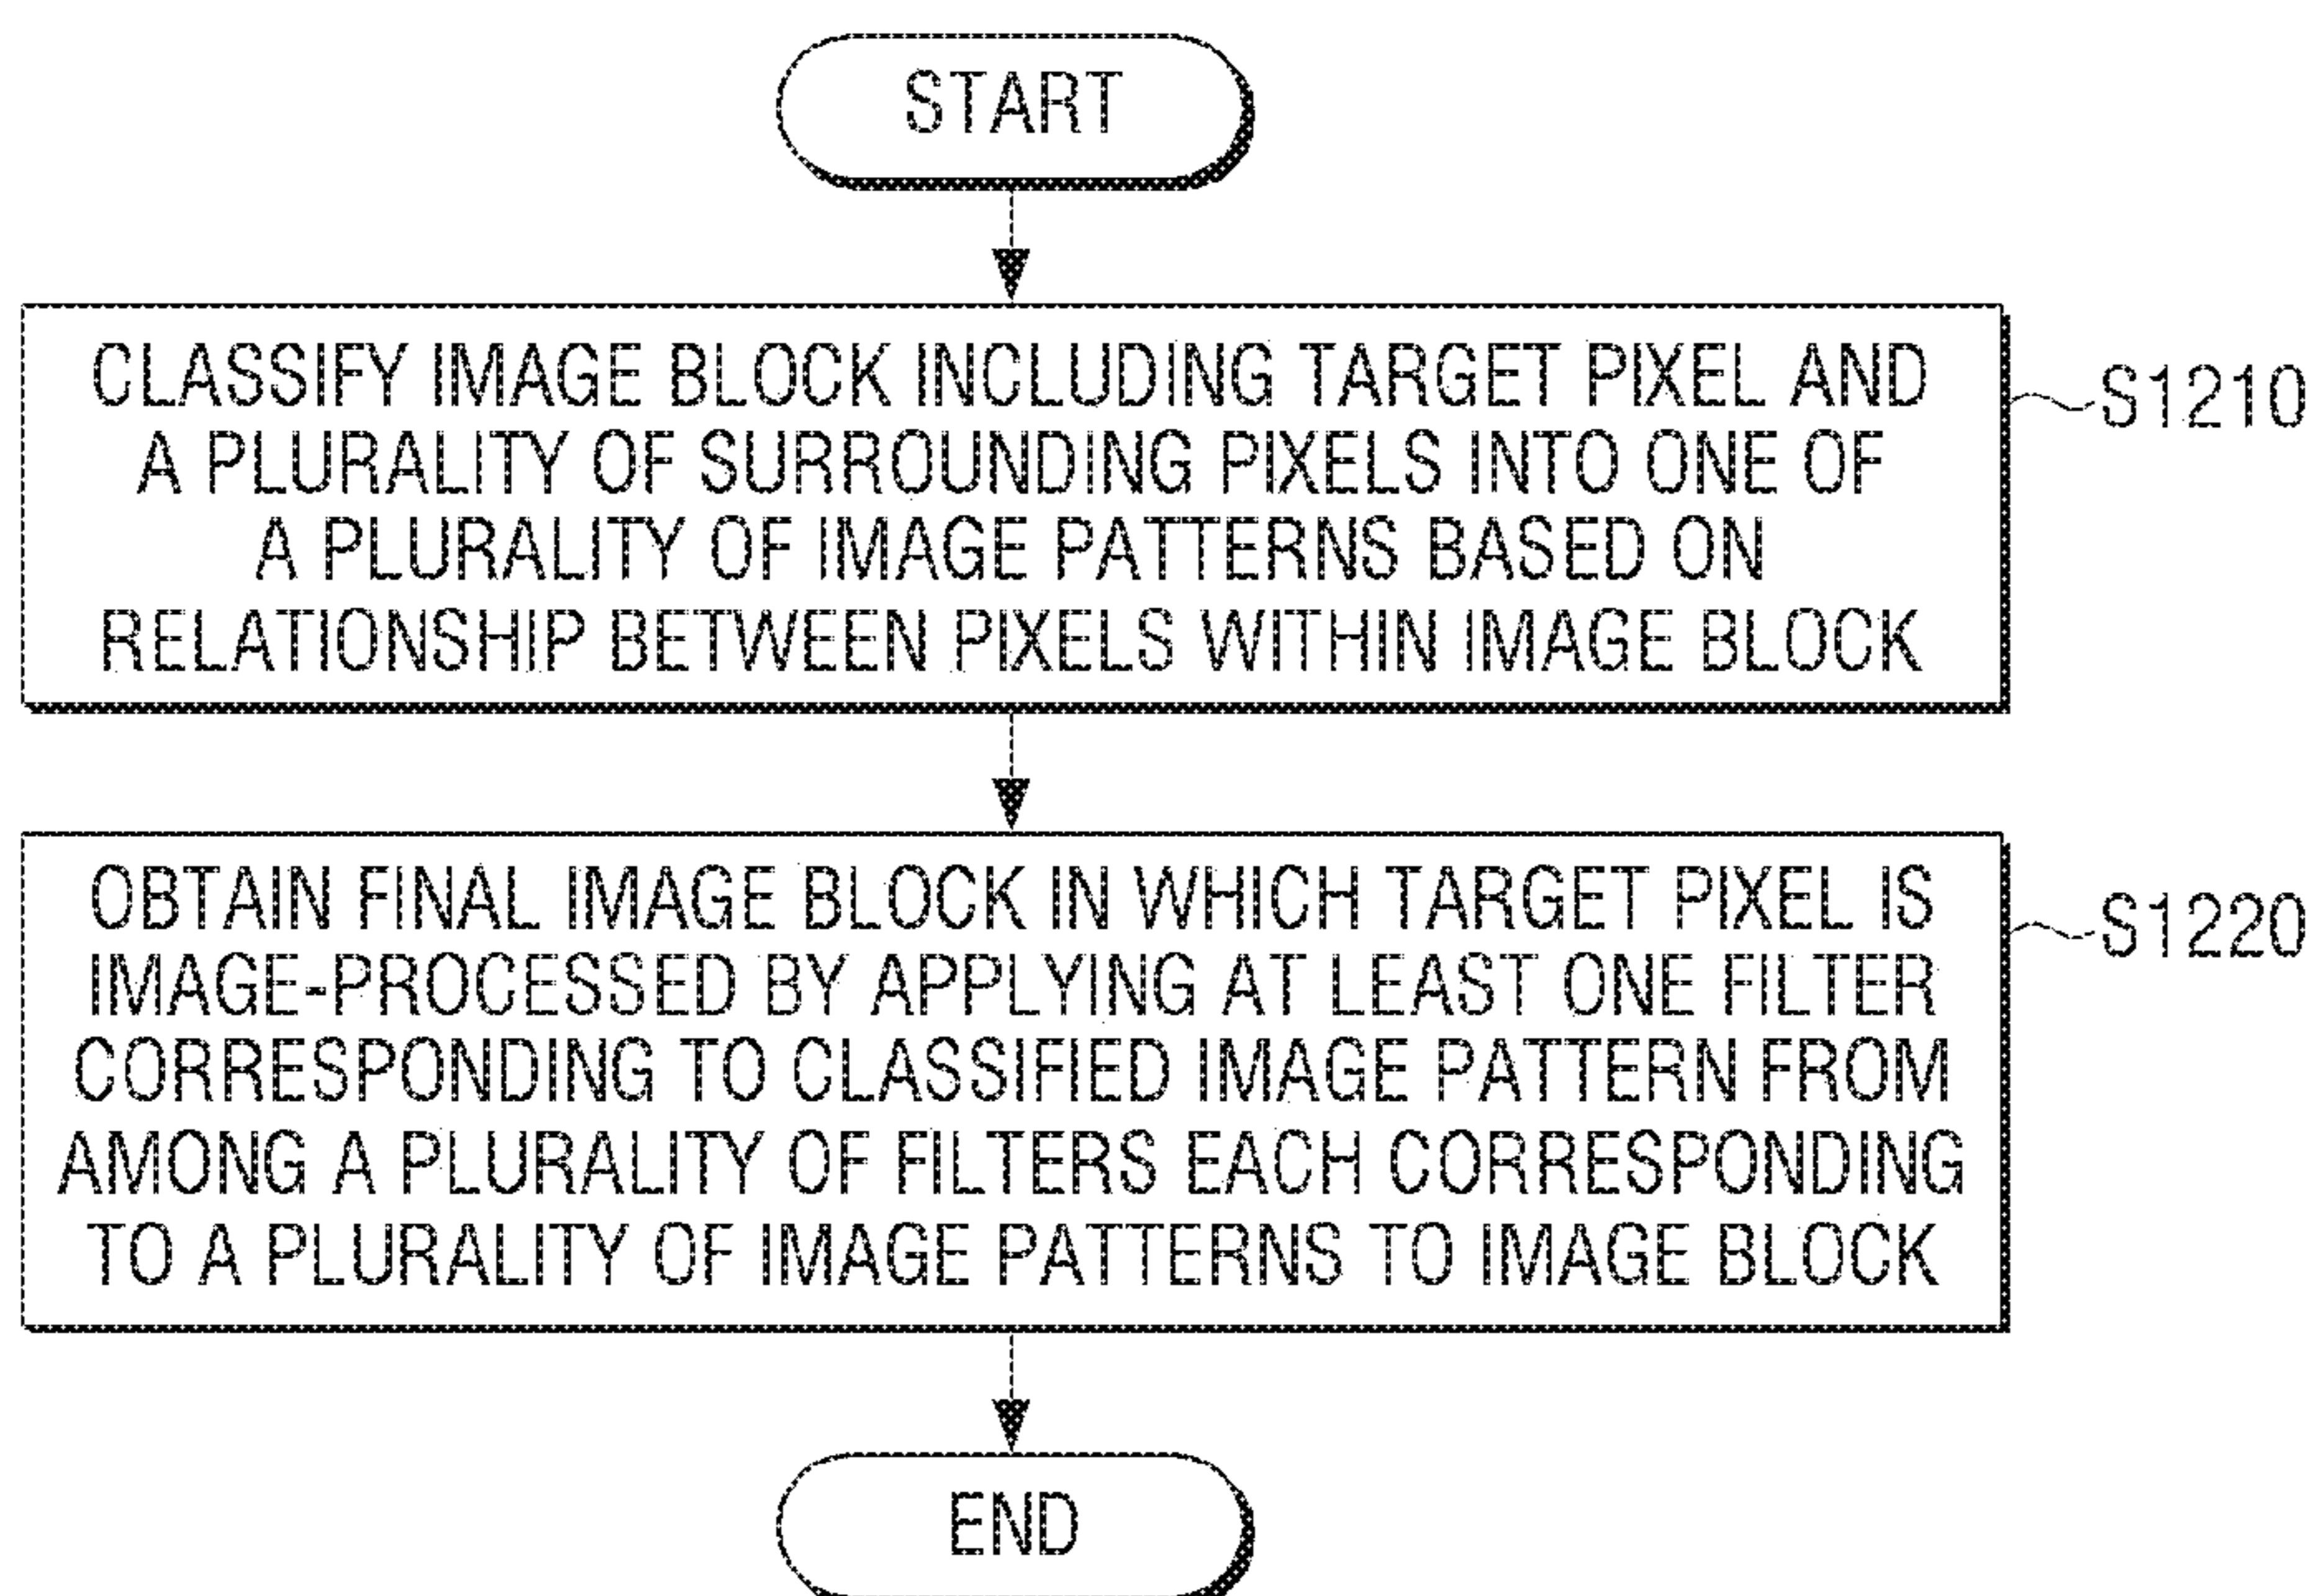 START
CLASSIFY IMAGE BLOCK INCLUDING TARGET PIXEL AND
A PLURALITY OF SURROUNDING PIXELS INTO ONE OF
A PLURALITY OF IMAGE PATTERNS BASED ON
RELATIONSHIP BETWEEN PIXELS WITHIN IMAGE BLOCK
S1210
OBTAIN FINAL IMAGE BLOCK IN WHICH TARGET PIXEL IS
IMAGE-PROCESSED BY APPLYING AT LEAST ONE FILTER
CORRESPONDING TO CLASSIFIED IMAGE PATTERN FROM
AMONG A PLURALITY OF FILTERS EACH CORRESPONDING
TO A PLURALITY OF IMAGE PATTERNS TO IMAGE BLOCK
S1220
END